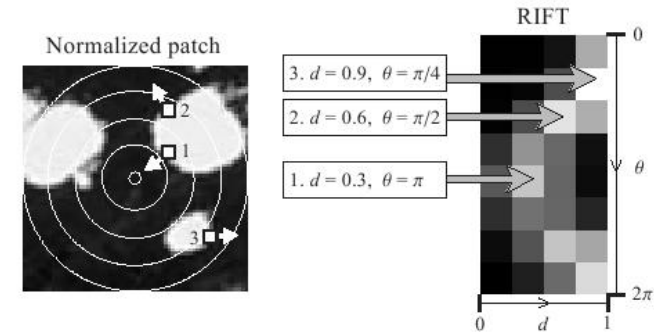 RIFT
Normalized patch
0
3. d = 0.9, θ = π/4
2. d = 0.6, θ = π/2
2
1
1. d = 0.3, θ = π
θ
3
2π
0
d
1